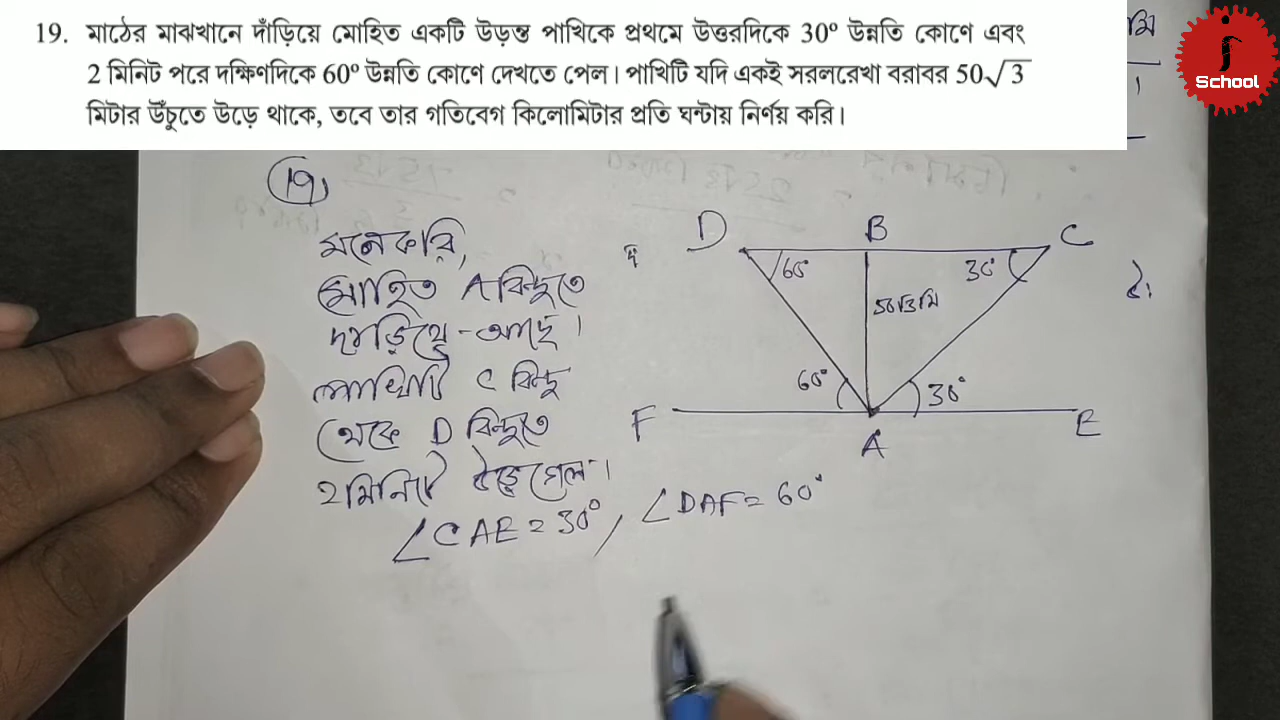 19. মাঠের মাঝখানে দাঁড়িয়ে মোহিত একটি উড়ন্ত পাখিকে প্রথমে উত্তরদিকে 30° উন্নতি কোণে এবং
2 মিনিট পরে দক্ষিণদিকে 60° উন্নতি কোণে দেখতে পেল। পাখিটি যদি একই সরলরেখা বরাবর 50√3
মিটার উঁচুতে উড়ে থাকে, তবে তার গতিবেগ কিলোমিটার প্রতি ঘন্টায় নির্ণয় করি।
f
School
মি
।
19)
মনেকরি,
মোহিত A বিন্দুতে
দাঁড়িয়ে আছে।
পাখিটি C বিন্দু
থেকে D বিন্দুতে
2 মিনিটে উড়ে গেল।
∠CAE = 30°, ∠DAF = 60°
D B C
দ
60° 30°
উ।
50√3 মি
60° 30°
F A E